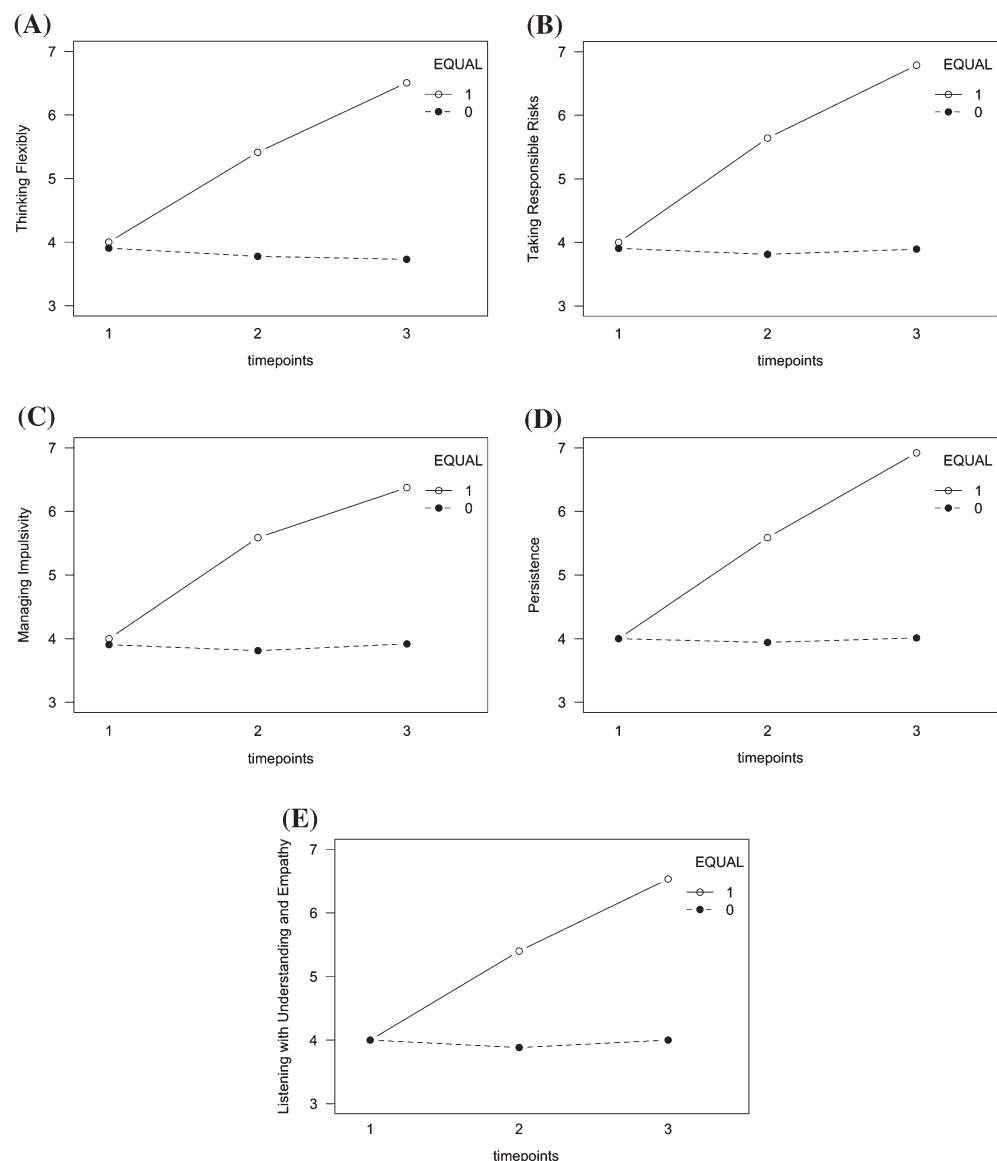 (A)
7
6
5
4
3
Thinking Flexibly
EQUAL
1
0
1 2 3
timepoints
(B)
7
6
5
4
3
Taking Responsible Risks
EQUAL
1
0
1 2 3
timepoints
(C)
7
6
5
4
3
Managing Impulsivity
EQUAL
1
0
1 2 3
timepoints
(D)
7
6
5
4
3
Persistence
EQUAL
1
0
1 2 3
timepoints
(E)
7
6
5
4
3
Listening with Understanding and Empathy
EQUAL
1
0
1 2 3
timepoints